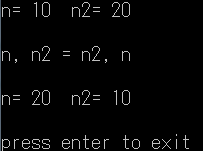 n= 10  n2= 20
n, n2 = n2, n
n= 20  n2= 10
press enter to exit